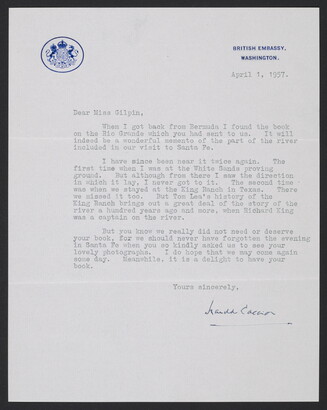 BRITISH EMBASSY,
WASHINGTON.
April 1, 1957.
Dear Miss Gilpin,
When I got back from Bermuda I found the book
on the Rio Grande which you had sent to us. It will
indeed be a wonderful memento of the part of the river
included in our visit to Santa Fe.
I have since been near it twice again. The
first time when I was at the White Sands proving
ground. But although from there I saw the direction
in which it lay, I never got to it. The second time
was when we stayed at the King Ranch in Texas. There
we missed it too. But Tom Lea's history of the
King Ranch brings out a great deal of the story of the
river a hundred years ago and more, when Richard King
was a captain on the river.
But you know we really did not need or deserve
your book, for we should never have forgotten the evening
in Santa Fe when you so kindly asked us to see your
lovely photographs. I do hope that we may come again
some day. Meanwhile, it is a delight to have your
book.
Yours sincerely,